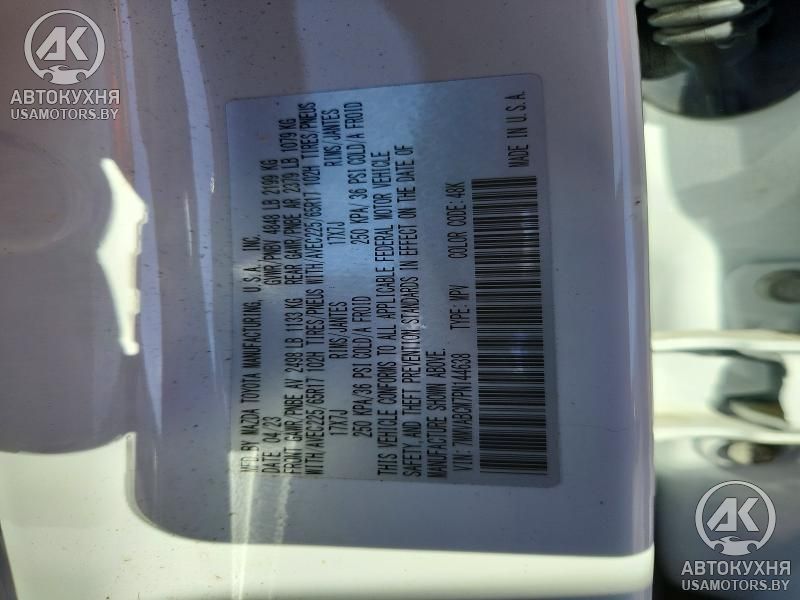 АВТОКУХНЯ
USAMOTORS.BY
MFD.BY MAZDA TOYOTA MANUFACTURING, U.S.A, INC.
DATE 04/23 GVWR/PNBV 4848 LB 2199 KG
FRONT GAWR/PNBE AV 2498 LB 1133 KG REAR GAWR/PNBE AR 2379 LB 1079 KG
WITH/AVEC225/65R17 102H TIRES/PNEUS WITH/AVEC225/65R17 102H TIRES/PNEUS
17X7J RIMS/JANTES 17X7J RIMS/JANTES
250 KPA/36 PSI COLD/A FROID 250 KPA/ 36 PSI COLD/A FROID
THIS VEHICLE CONFORMS TO ALL APPLICABLE FEDERAL MOTOR VEHICLE
SAFETY,AND THEFT PREVENTION STANDARDS IN EFFECT ON THE DATE OF
MANUFACTURE SHOWN ABOVE.
VIN: TYPE: MPV COLOR CODE: 48K
MADE IN U.S.A.
АВТОКУХНЯ
USAMOTORS.BY